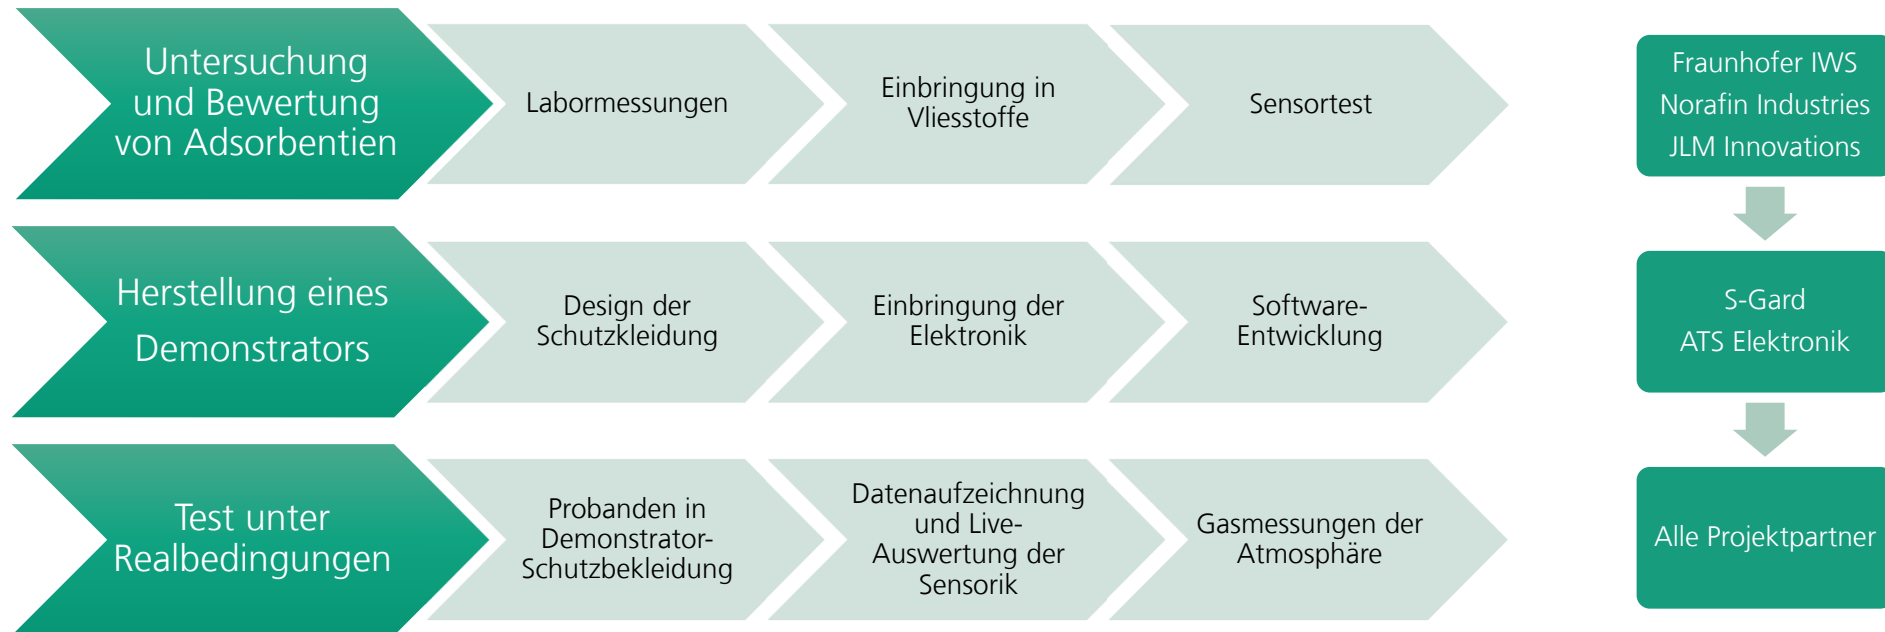 Untersuchung
und Bewertung
von Adsorbentien
Labormessungen
Einbringung in
Vliesstoffe
Sensortest
Fraunhofer IWS
Norafin Industries
JLM Innovations
Herstellung eines
Demonstrators
Design der
Schutzkleidung
Einbringung der
Elektronik
Software-
Entwicklung
S-Gard
ATS Elektronik
Test unter
Realbedingungen
Probanden in
Demonstrator-
Schutzbekleidung
Datenaufzeichnung
und Live-
Auswertung der
Sensorik
Gasmessungen der
Atmosphäre
Alle Projektpartner